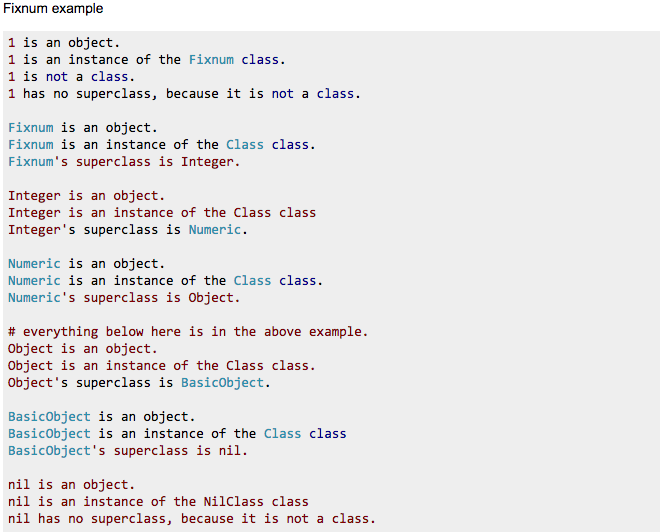 Fixnum example
1 is an object.
1 is an instance of the Fixnum class.
1 is not a class.
1 has no superclass, because it is not a class.
Fixnum is an object.
Fixnum is an instance of the Class class.
Fixnum's superclass is Integer.
Integer is an object.
Integer is an instance of the Class class
Integer's superclass is Numeric.
Numeric is an object.
Numeric is an instance of the Class class.
Numeric's superclass is Object.
# everything below here is in the above example.
Object is an object.
Object is an instance of the Class class.
Object's superclass is BasicObject.
BasicObject is an object.
BasicObject is an instance of the Class class
BasicObject's superclass is nil.
nil is an object.
nil is an instance of the NilClass class
nil has no superclass, because it is not a class.